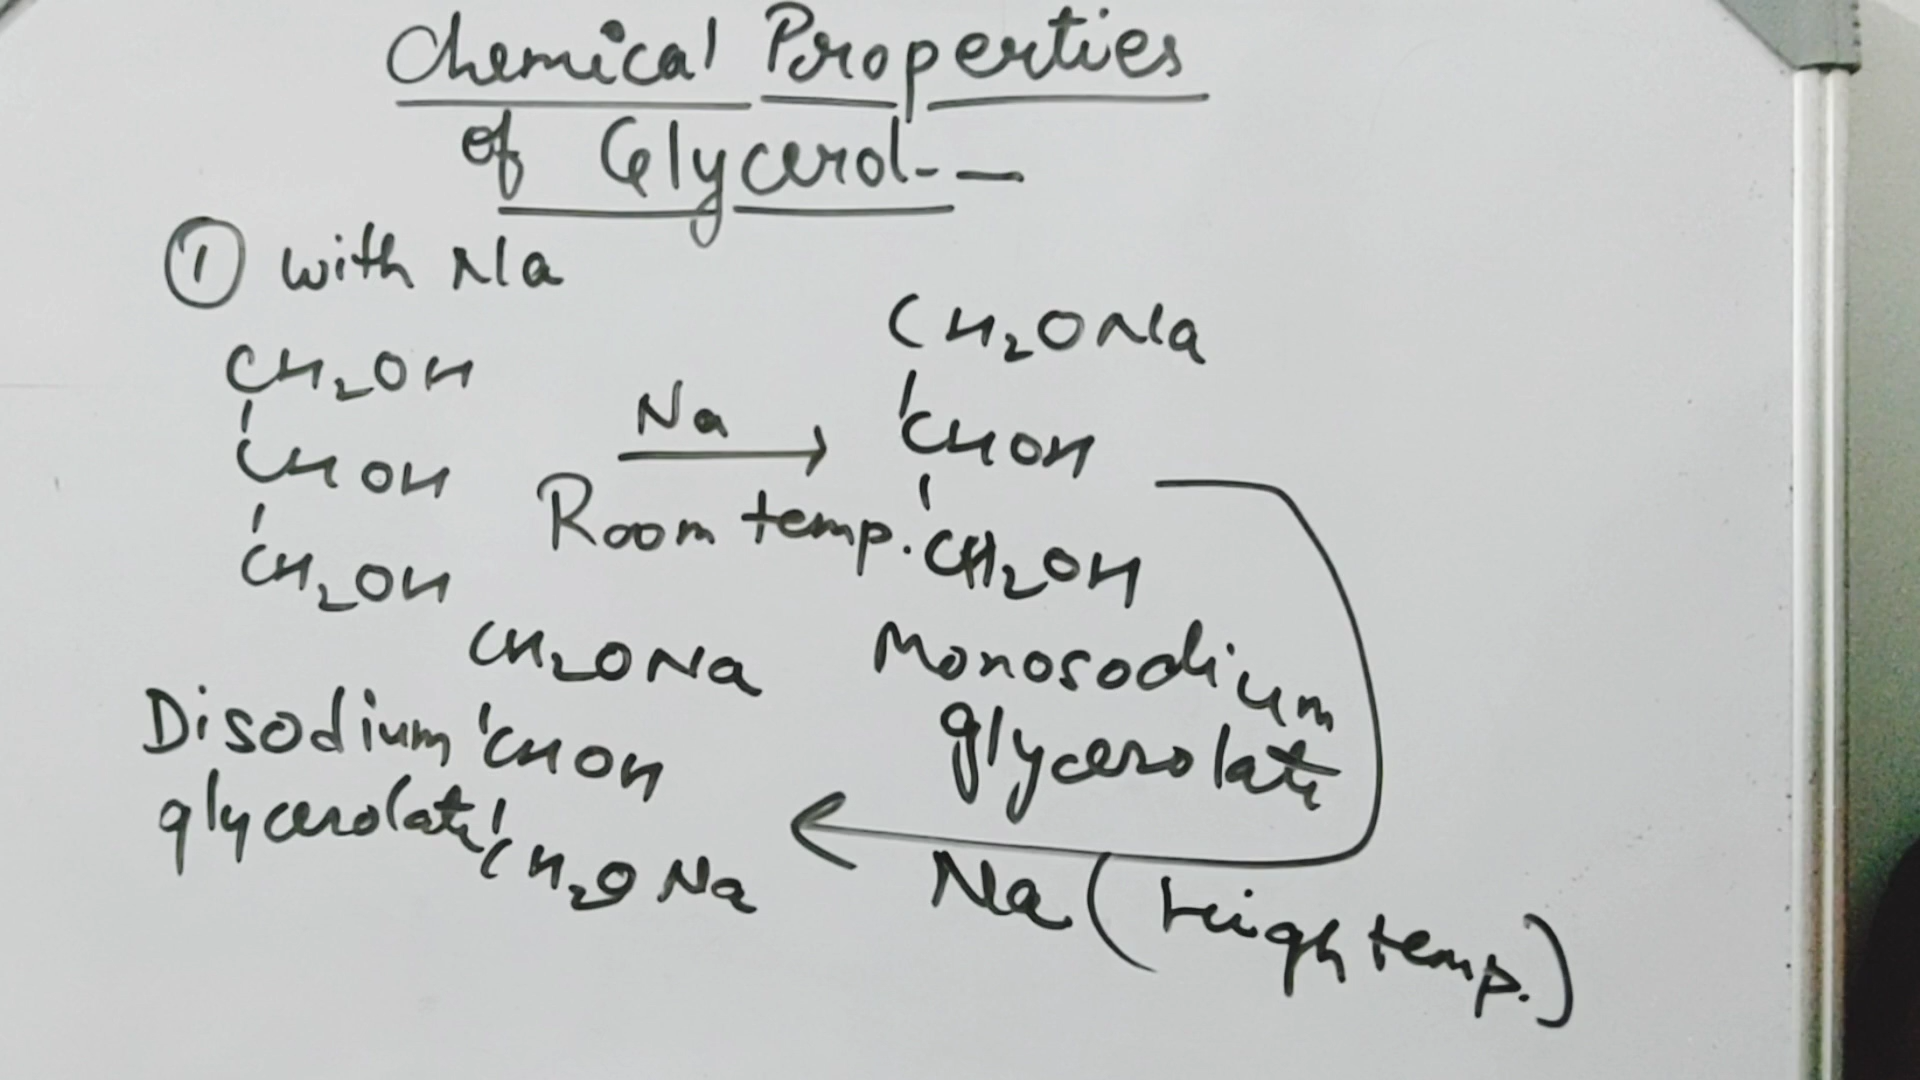 Chemical Properties
of Glycerol--
① with Na
CH₂OH
CHOH
CH₂OH
Na
Room temp.
CH₂ONa
CHOH
CH₂OH
Monosodium
glycerolate
Na (High temp.)
CH₂ONa
CHOH
CH₂ONa
Disodium
glycerolate